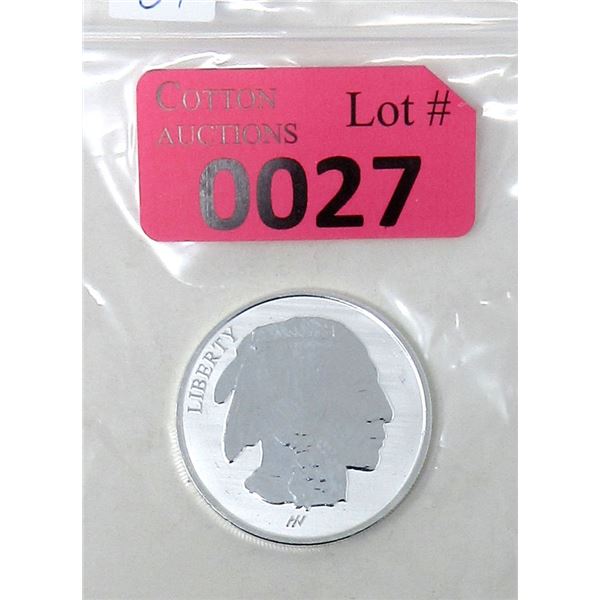 COTTON
AUCTIONS
Lot #
0027
LIBERTY